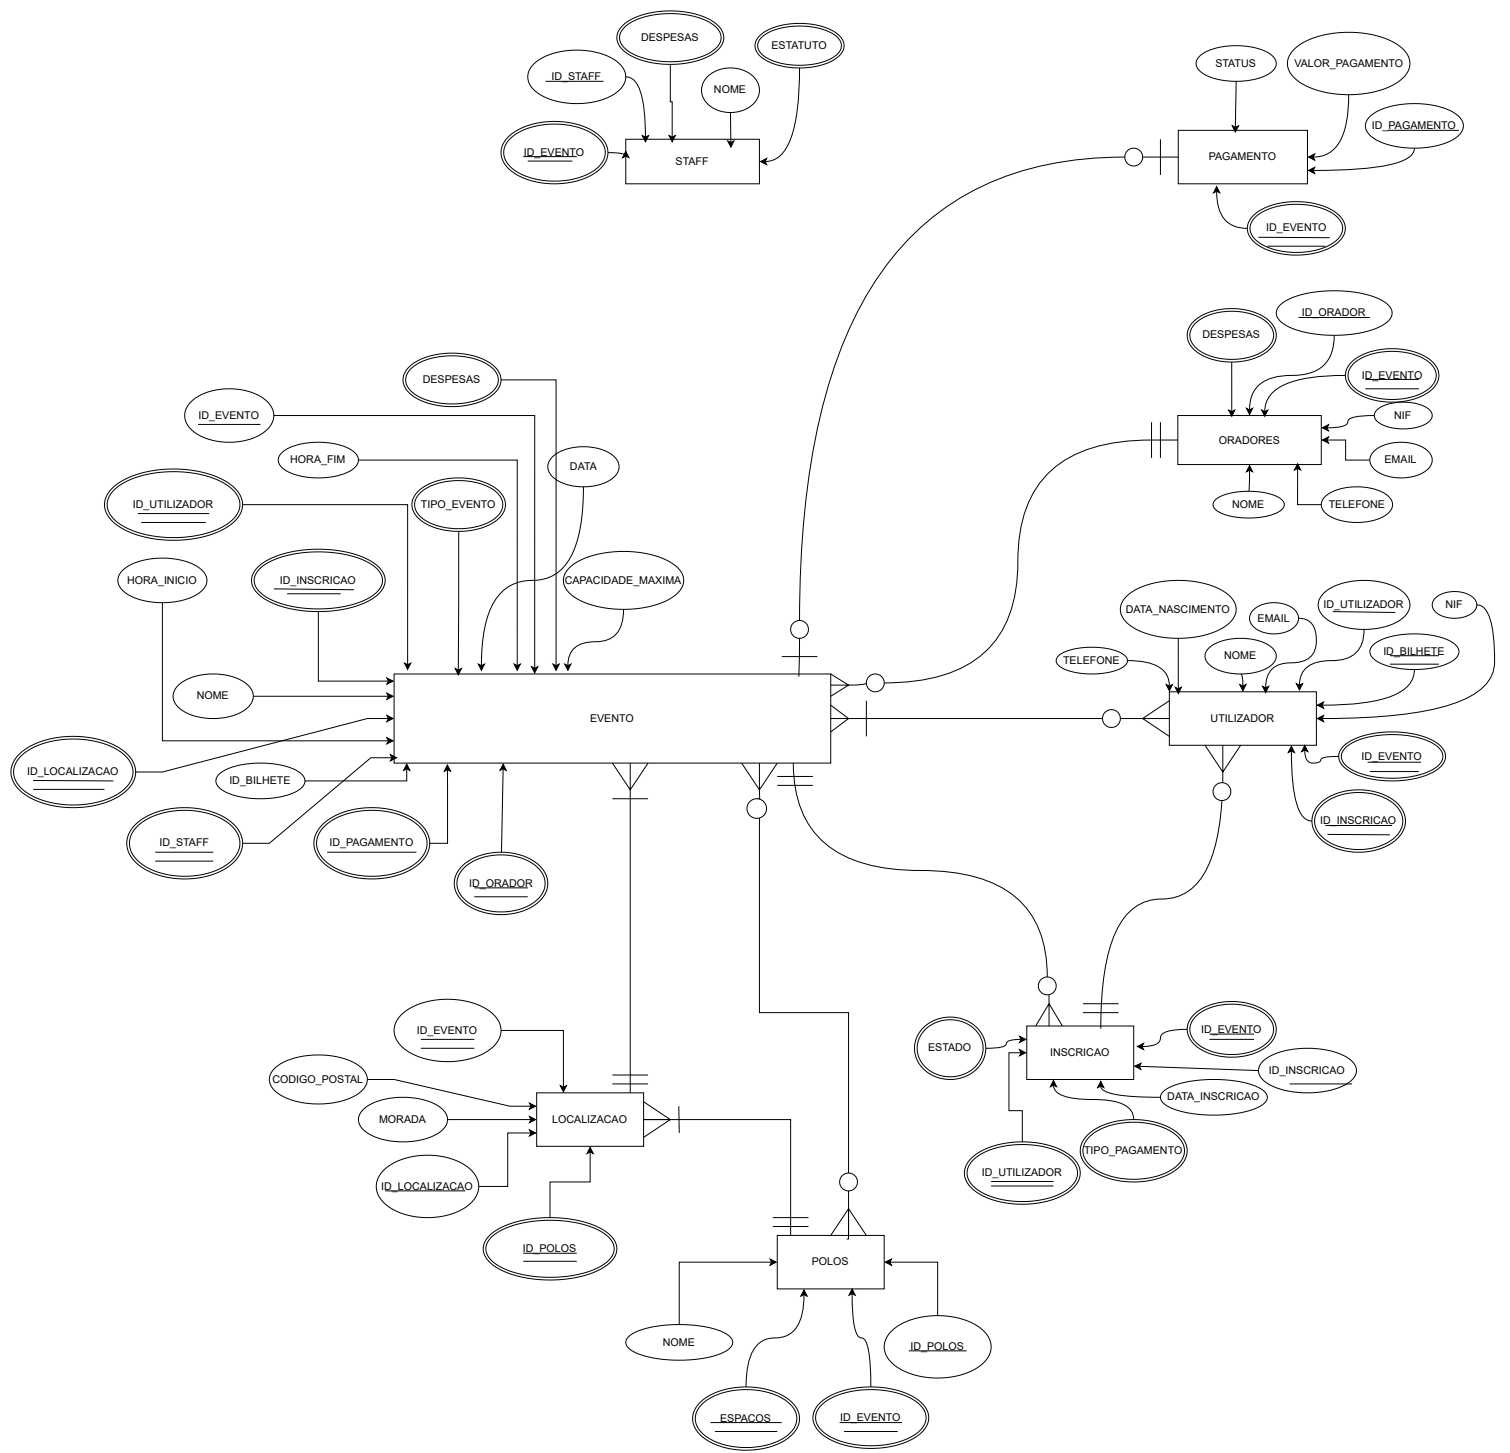 DESPESAS
ESTATUTO
ID_STAFF
NOME
ID_EVENTO
STAFF
STATUS
VALOR_PAGAMENTO
ID_PAGAMENTO
PAGAMENTO
ID_EVENTO
ID_ORADOR
DESPESAS
ID_EVENTO
NIF
ORADORES
EMAIL
NOME
TELEFONE
DESPESAS
ID_EVENTO
HORA_FIM
DATA
ID_UTILIZADOR
TIPO_EVENTO
HORA_INICIO
ID_INSCRICAO
CAPACIDADE_MAXIMA
NOME
EVENTO
ID_LOCALIZACAO
ID_BILHETE
ID_STAFF
ID_PAGAMENTO
ID_ORADOR
DATA_NASCIMENTO
ID_UTILIZADOR
NIF
EMAIL
TELEFONE
NOME
ID_BILHETE
UTILIZADOR
ID_EVENTO
ID_INSCRICAO
ID_EVENTO
CODIGO_POSTAL
MORADA
LOCALIZACAO
ID_LOCALIZACAO
ID_POLOS
ESTADO
INSCRICAO
ID_EVENTO
ID_INSCRICAO
DATA_INSCRICAO
TIPO_PAGAMENTO
ID_UTILIZADOR
POLOS
NOME
ID_POLOS
ESPACOS
ID_EVENTO